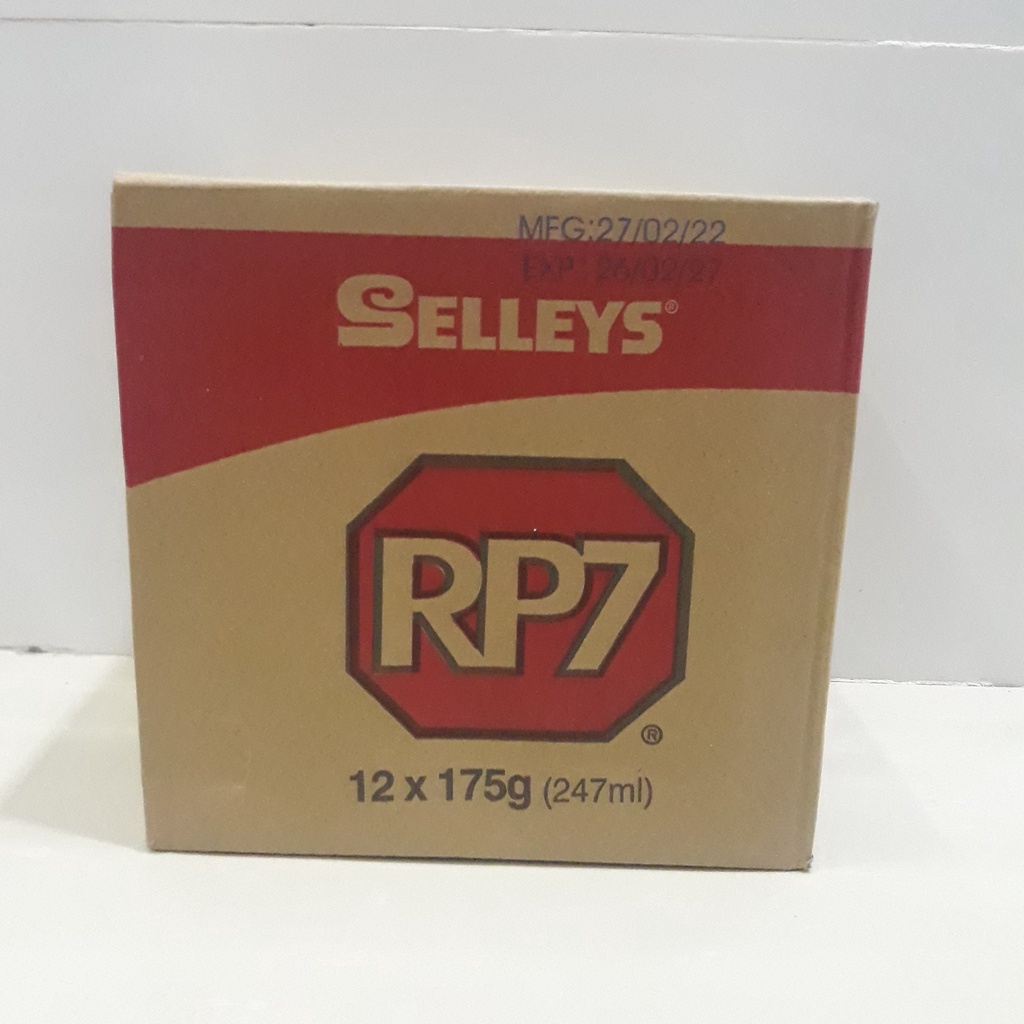 MFG:27/02/22
EXP: 26/02/27
SELLEYS®
RP7
®
12 x 175g (247ml)